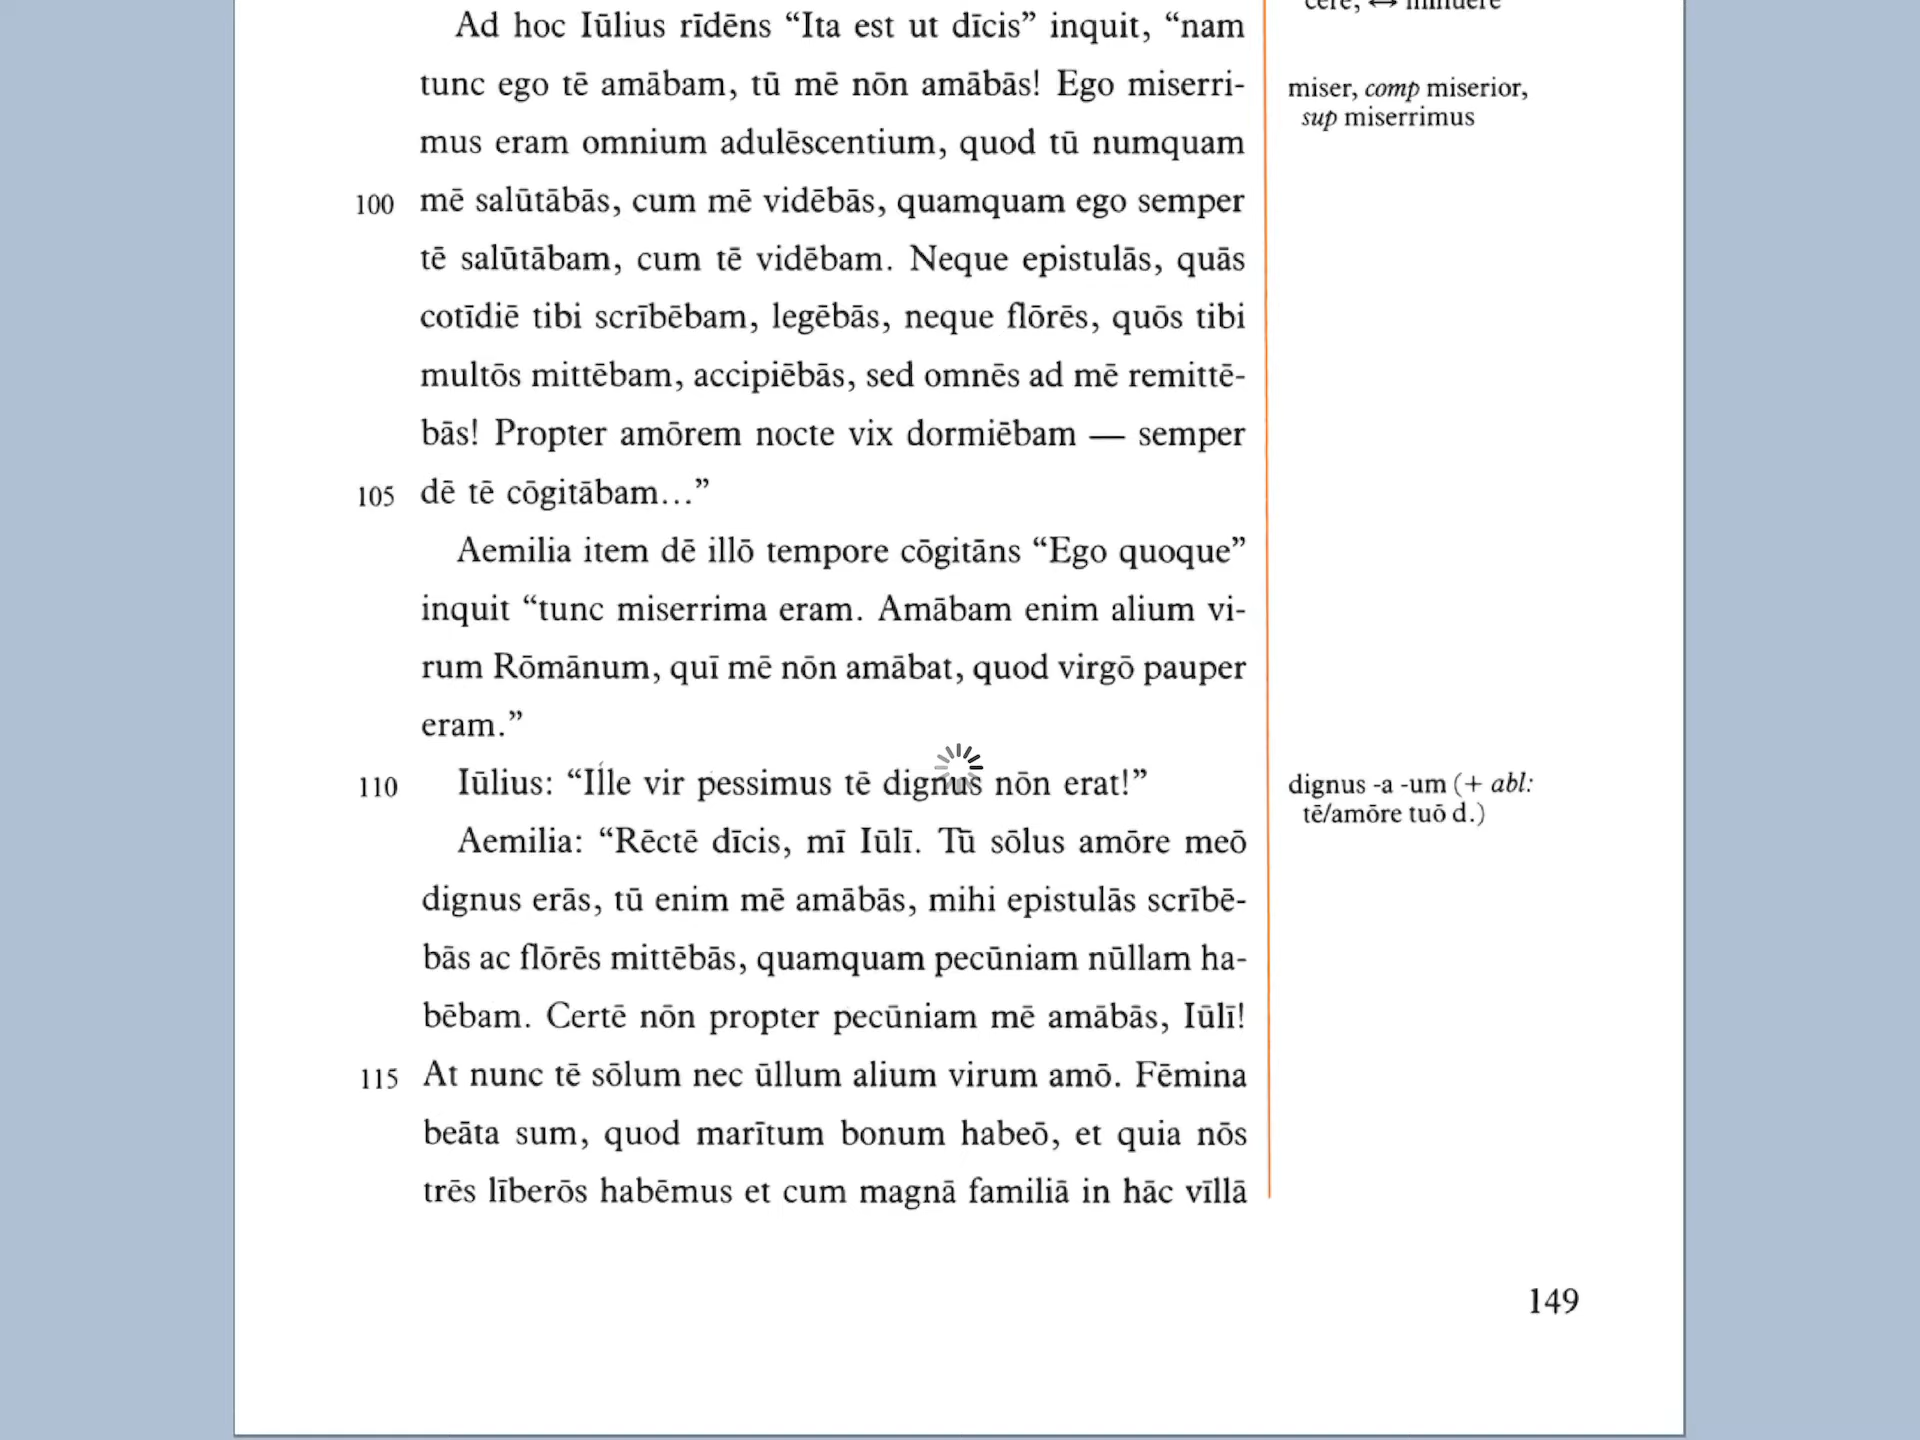 Ad hoc Iūlius rīdēns “Ita est ut dīcis” inquit, “nam
tunc ego tē amābam, tū mē nōn amābās! Ego miserri-
mus eram omnium adulēscentium, quod tū numquam
100 mē salūtābās, cum mē vidēbās, quamquam ego semper
tē salūtābam, cum tē vidēbam. Neque epistulās, quās
cotīdiē tibi scrībēbam, legēbās, neque flōrēs, quōs tibi
multōs mittēbam, accipiēbās, sed omnēs ad mē remittē-
bās! Propter amōrem nocte vix dormiēbam — semper
105 dē tē cōgitābam...”
Aemilia item dē illō tempore cōgitāns “Ego quoque”
inquit “tunc miserrima eram. Amābam enim alium vi-
rum Rōmānum, quī mē nōn amābat, quod virgō pauper
eram.”
110 Iūlius: “Ille vir pessimus tē dignus nōn erat!”
Aemilia: “Rēctē dīcis, mī Iūlī. Tū sōlus amōre meō
dignus erās, tū enim mē amābās, mihi epistulās scrībē-
bās ac flōrēs mittēbās, quamquam pecūniam nūllam ha-
bēbam. Certē nōn propter pecūniam mē amābās, Iūlī!
115 At nunc tē sōlum nec ūllum alium virum amō. Fēmina
beāta sum, quod marītum bonum habeō, et quia nōs
trēs līberōs habēmus et cum magnā familiā in hāc vīllā
cere, ↔ minuere
miser, comp miserior,
sup miserrimus
dignus -a -um (+ abl:
tē/amōre tuō d.)
149